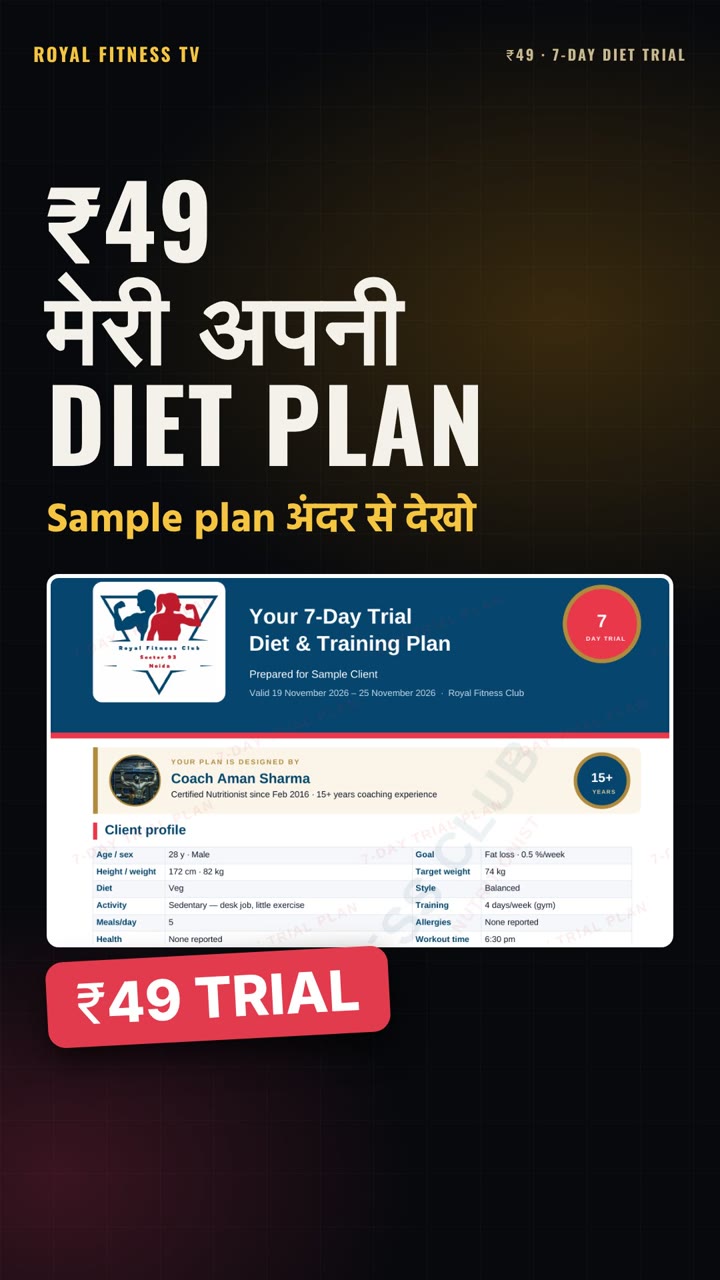 ROYAL FITNESS TV
₹49 · 7-DAY DIET TRIAL
₹49
मेरी अपनी
DIET PLAN
Sample plan अंदर से देखो
Royal Fitness Club
Sector 93
Noida
Your 7-Day Trial
Diet & Training Plan
Prepared for Sample Client
Valid 19 November 2026 – 25 November 2026 · Royal Fitness Club
7
DAY TRIAL
YOUR PLAN IS DESIGNED BY
Coach Aman Sharma
Certified Nutritionist since Feb 2016 · 15+ years coaching experience
15+
YEARS
Client profile
Age / sex 28 y · Male Goal Fat loss · 0.5 %/week
Height / weight 172 cm · 82 kg Target weight 74 kg
Diet Veg Style Balanced
Activity Sedentary — desk job, little exercise Training 4 days/week (gym)
Meals/day 5 Allergies None reported
Health None reported Workout time 6:30 pm
7-DAY TRIAL PLAN
₹49 TRIAL